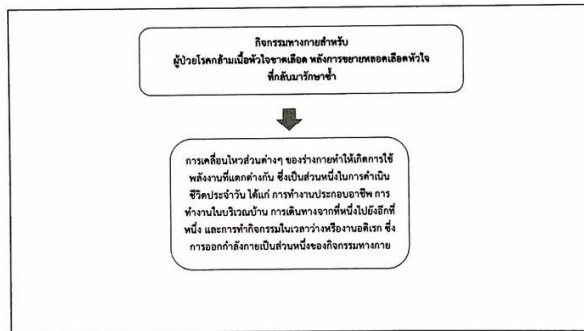 กิจกรรมทางกายสำหรับ
ผู้ป่วยโรคกล้ามเนื้อหัวใจขาดเลือด หลังการขยายหลอดเลือดหัวใจ
ที่กลับมารักษาซ้ำ
การเคลื่อนไหวส่วนต่างๆ ของร่างกายทำให้เกิดการใช้
พลังงานที่แตกต่างกัน ซึ่งเป็นส่วนหนึ่งในการดำเนิน
ชีวิตประจำวัน ได้แก่ การทำงานประกอบอาชีพ การ
ทำงานในบริเวณบ้าน การเดินทางจากที่หนึ่งไปยังอีกที่
หนึ่ง และการทำกิจกรรมในเวลาว่างหรืองานอดิเรก ซึ่ง
การออกกำลังกายเป็นส่วนหนึ่งของกิจกรรมทางกาย